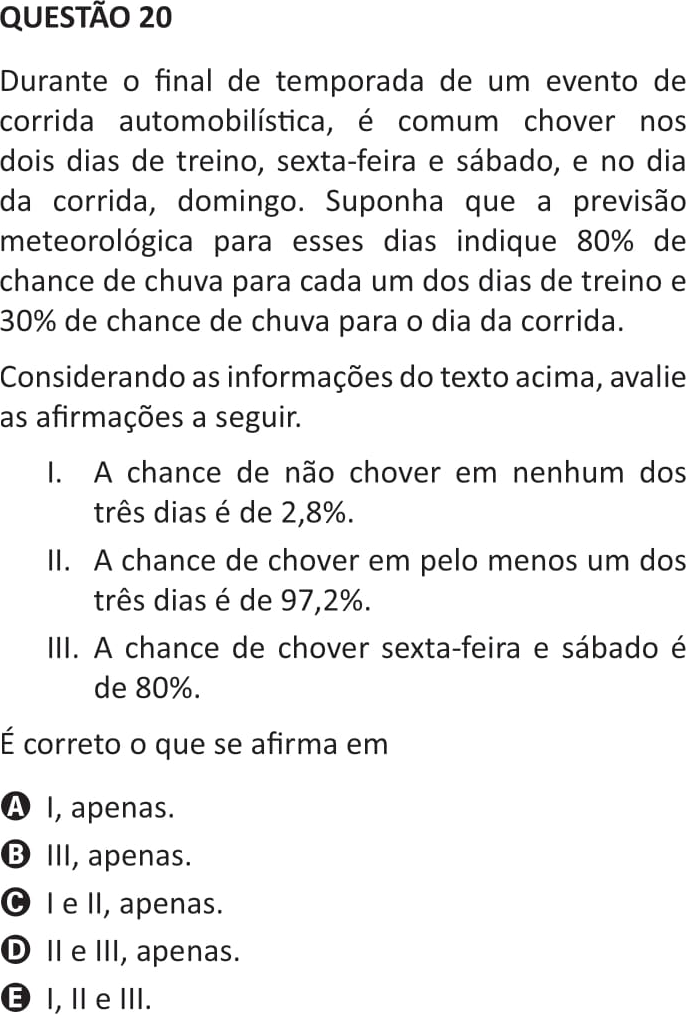 QUESTÃO 20
Durante o final de temporada de um evento de
corrida automobilística, é comum chover nos
dois dias de treino, sexta-feira e sábado, e no dia
da corrida, domingo. Suponha que a previsão
meteorológica para esses dias indique 80% de
chance de chuva para cada um dos dias de treino e
30% de chance de chuva para o dia da corrida.
Considerando as informações do texto acima, avalie
as afirmações a seguir.
I. A chance de não chover em nenhum dos
três dias é de 2,8%.
II. A chance de chover em pelo menos um dos
três dias é de 97,2%.
III. A chance de chover sexta-feira e sábado é
de 80%.
É correto o que se afirma em
A I, apenas.
B III, apenas.
C I e II, apenas.
D II e III, apenas.
E I, II e III.